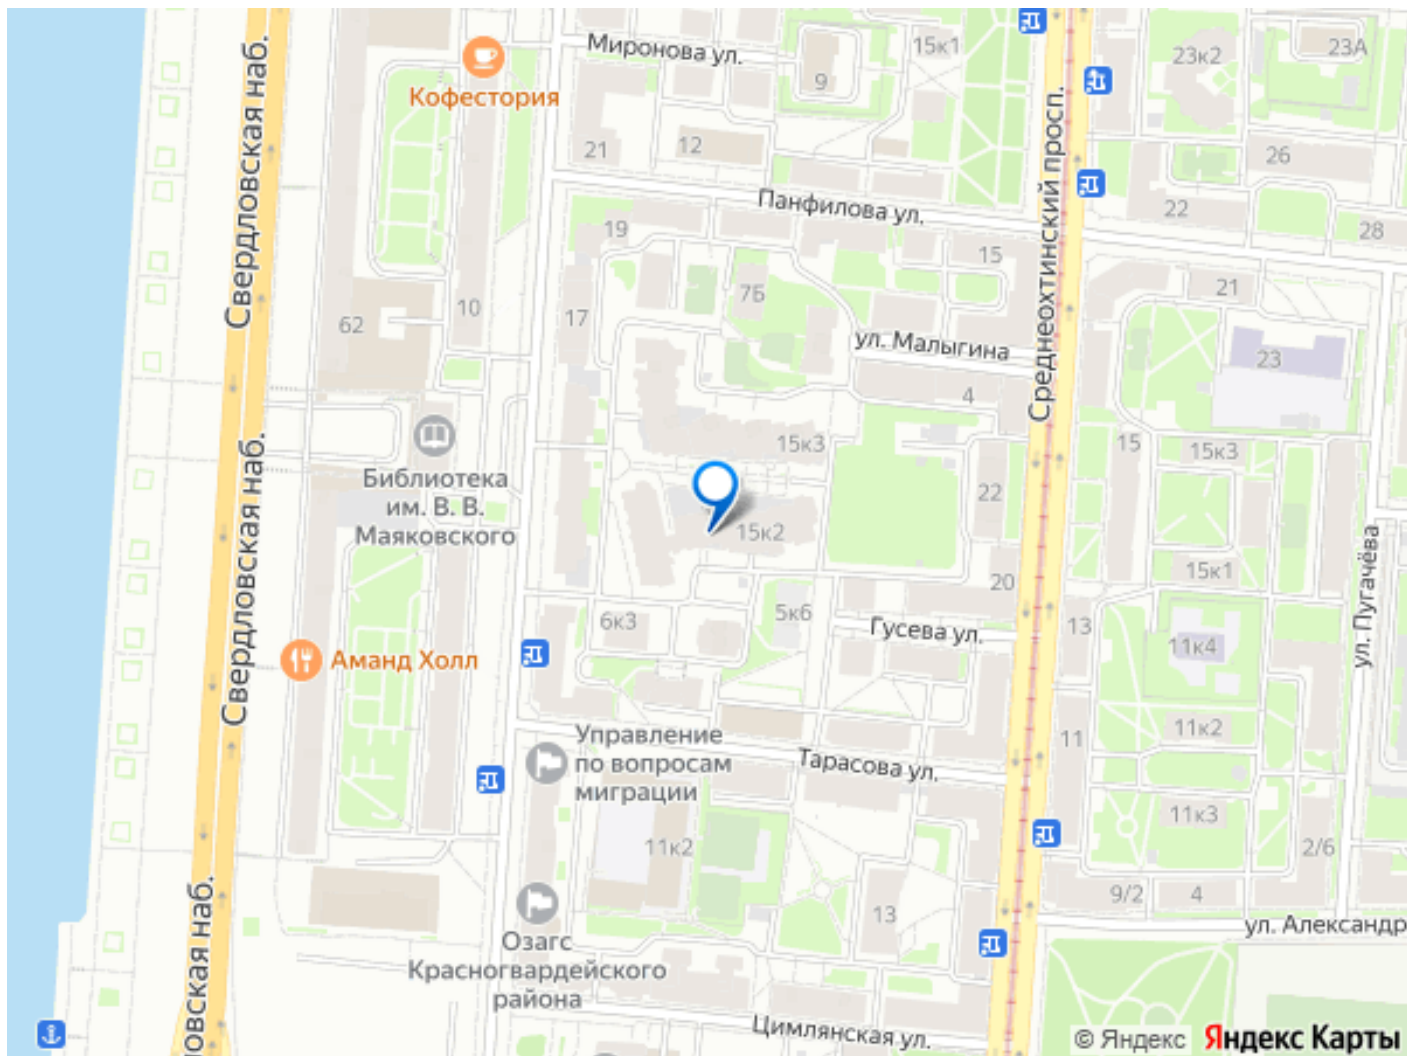 Миронова ул.
15к1
23к2
23А
9
Кофестория
Свердловская наб.
21
12
26
Среднеохтинский просп.
Панфилова ул.
22
19
15
28
7Б
21
10
62
17
ул. Малыгина
23
4
15к3
15
15к3
Библиотека
им. В. В.
Маяковского
22
15к2
Свердловская наб.
15к1
20
ул. Пугачёва
6к3
5к6
Гусева ул.
13
11к4
Аманд Холл
Управление
по вопросам
миграции
11к2
11
Тарасова ул.
11к3
11к2
2/6
9/2
4
13
ул. Александр
Озагс
Красногвардейского
района
овская наб.
Цимлянская ул.
© Яндекс
Яндекс Карты